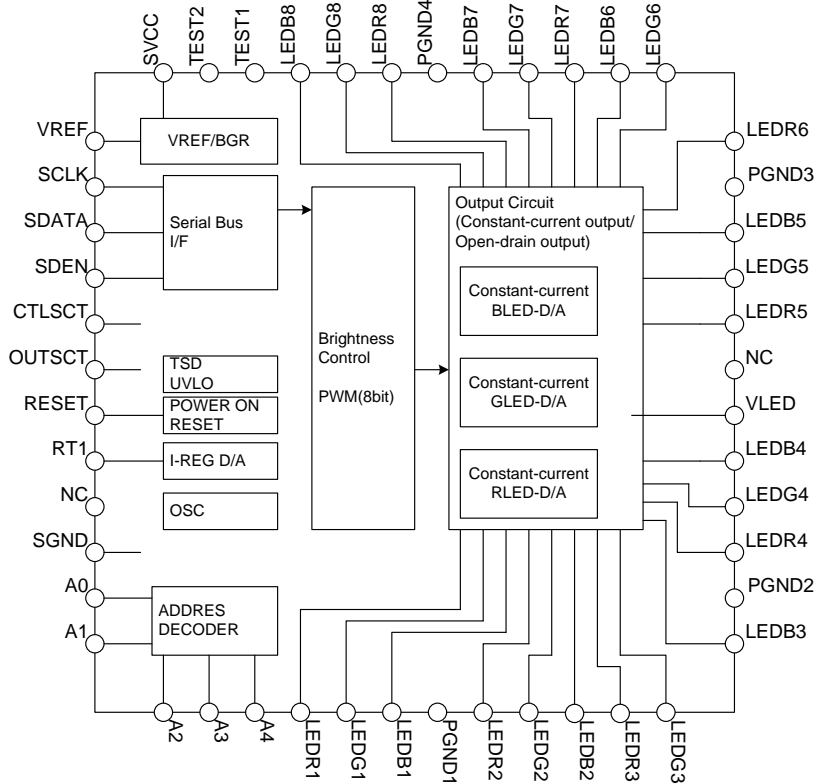 SVCC
TEST2
TEST1
LEDB8
LEDG8
LEDR8
PGND4
LEDB7
LEDG7
LEDR7
LEDB6
LEDG6
VREF
SCLK
SDATA
SDEN
CTLSCT
OUTSCT
RESET
RT1
NC
SGND
A0
A1
VREF/BGR
Serial Bus
I/F
TSD
UVLO
POWER ON
RESET
I-REG D/A
OSC
ADDRES
DECODER
Brightness
Control
PWM(8bit)
Output Circuit
(Constant-current output/
Open-drain output)
Constant-current
BLED-D/A
Constant-current
GLED-D/A
Constant-current
RLED-D/A
LEDR6
PGND3
LEDB5
LEDG5
LEDR5
NC
VLED
LEDB4
LEDG4
LEDR4
PGND2
LEDB3
A2
A3
A4
LEDR1
LEDG1
LEDB1
PGND1
LEDR2
LEDG2
LEDB2
LEDR3
LEDG3